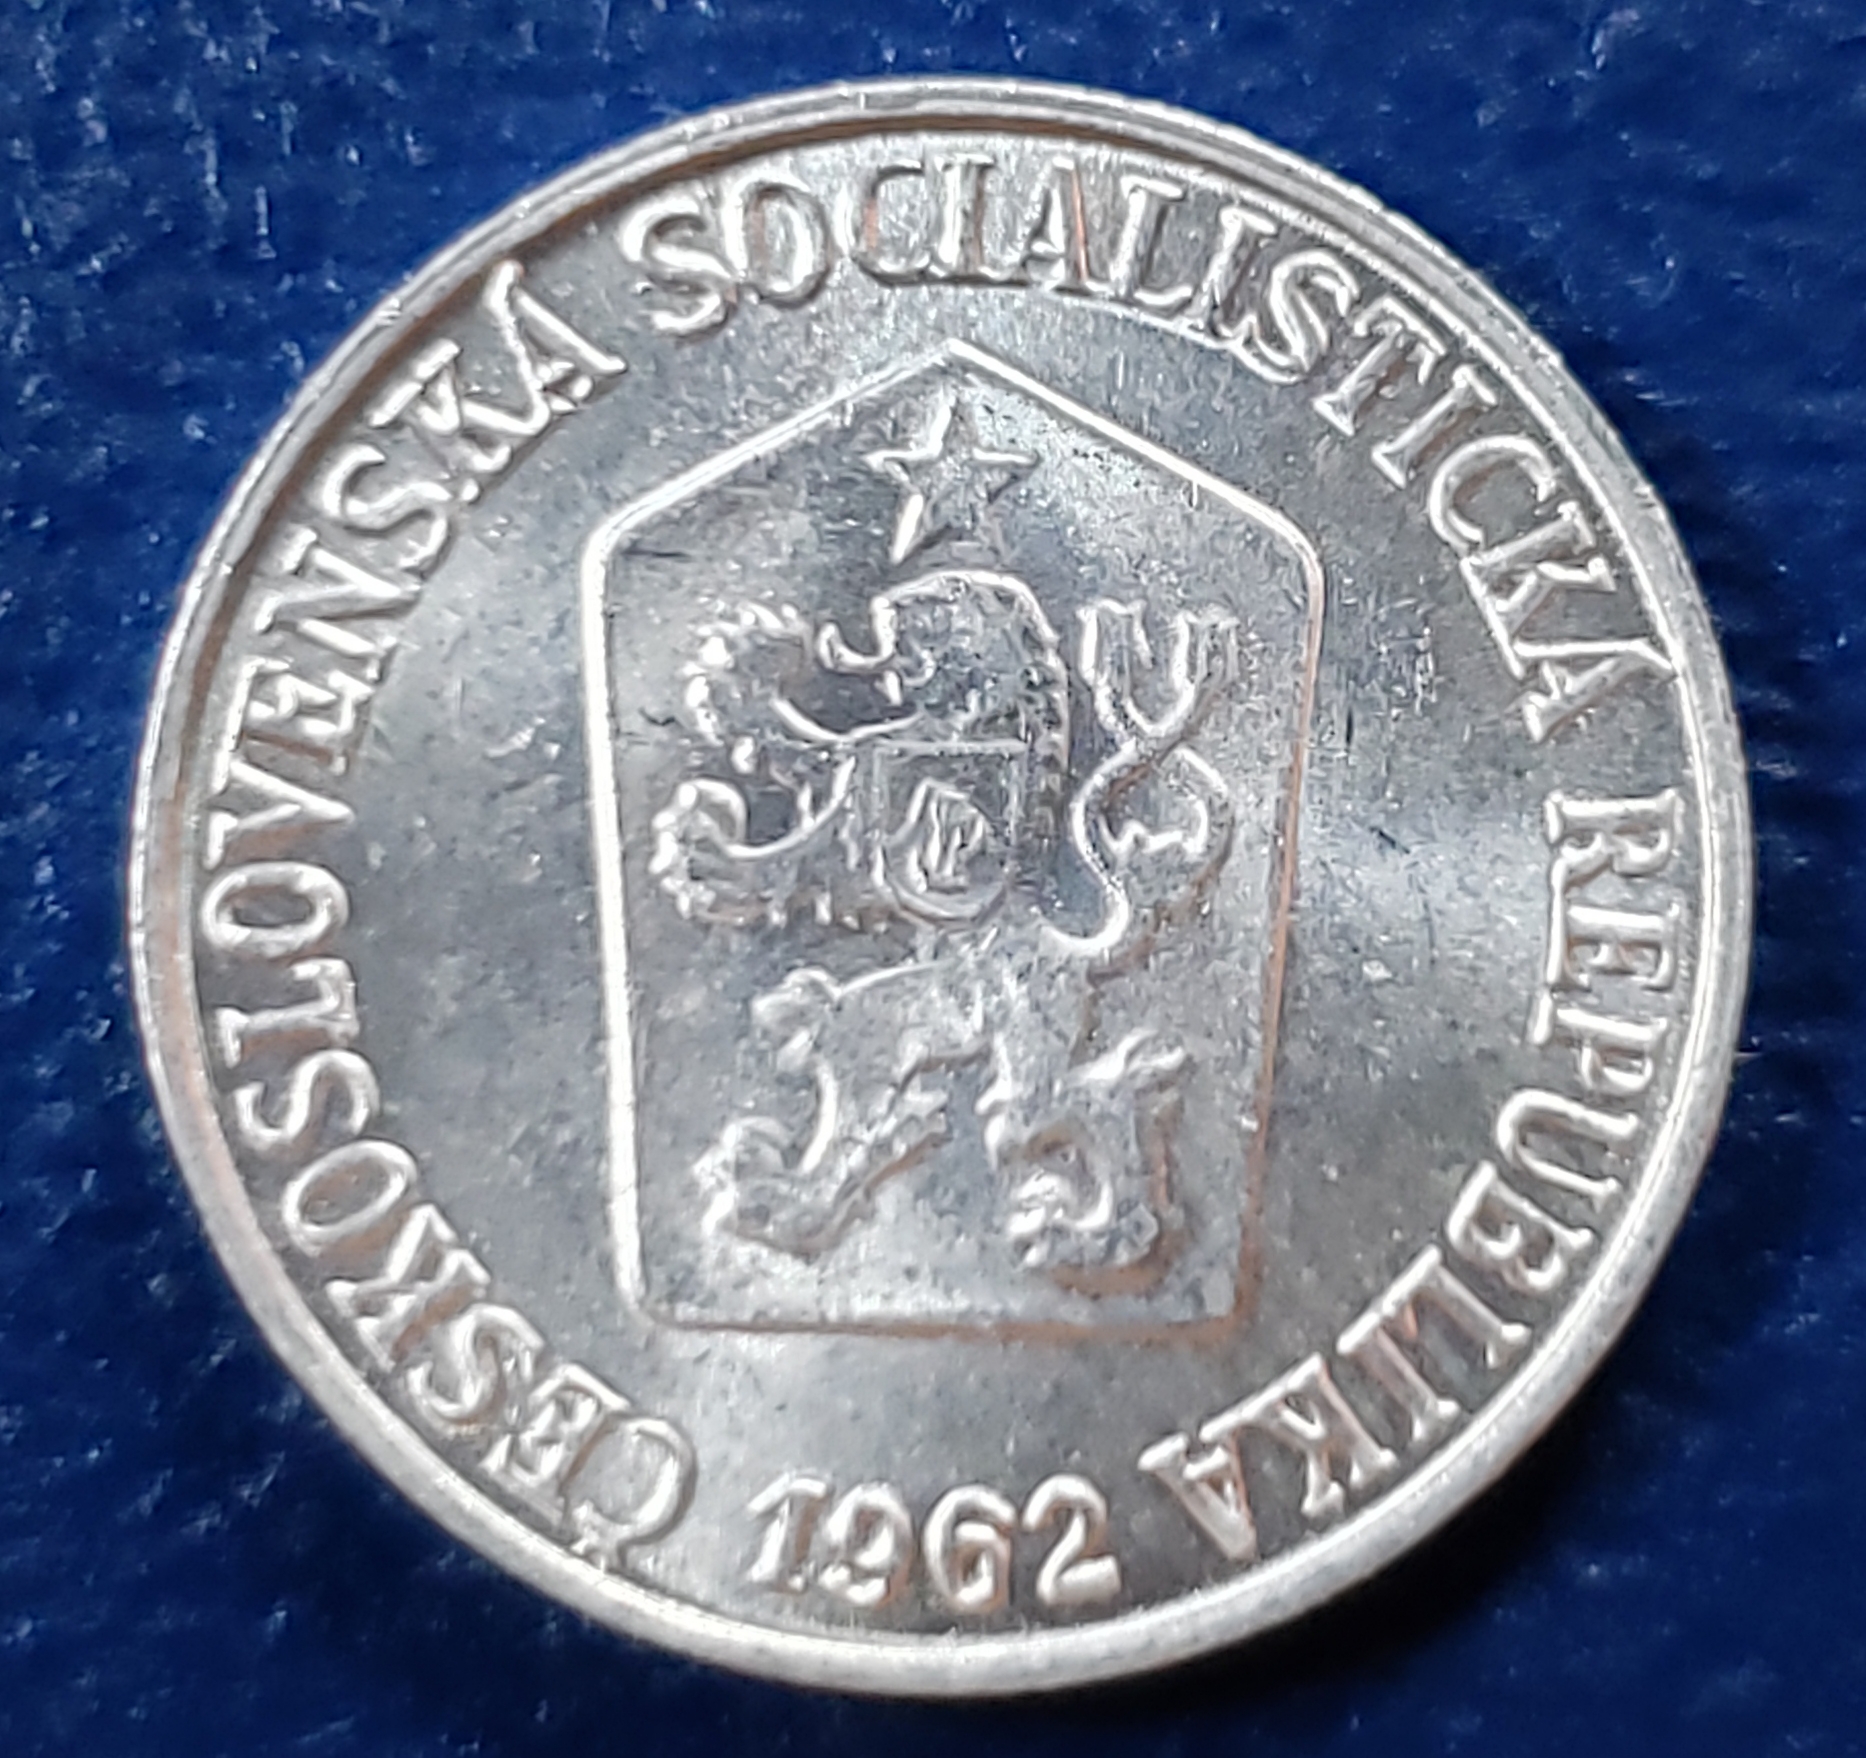 ČESKOSLOVENSKÁ SOCIALISTICKÁ REPUBLIKA
1962